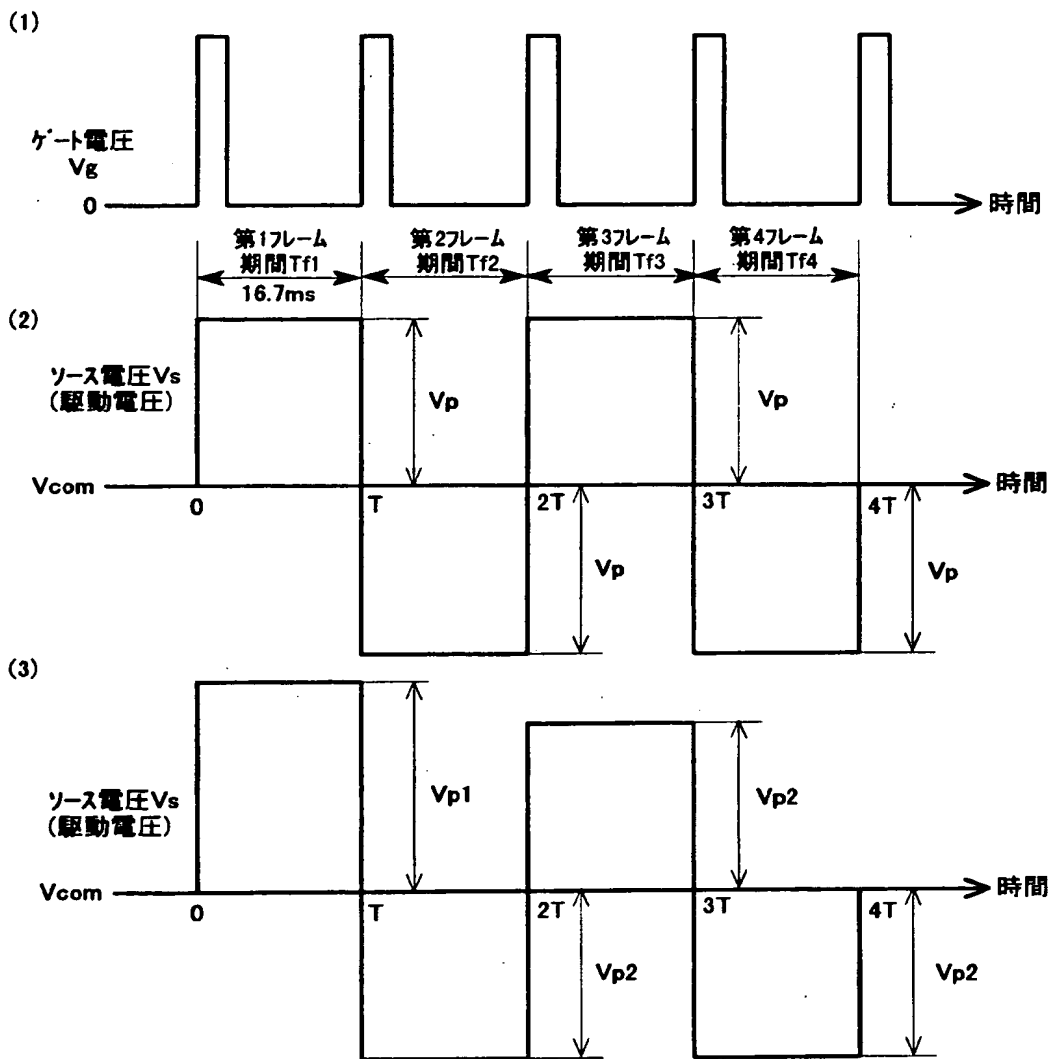 (1)
ゲート電圧
Vg
0
時間
第1フレーム
期間Tf1
第2フレーム
期間Tf2
第3フレーム
期間Tf3
第4フレーム
期間Tf4
16.7ms
(2)
ソース電圧Vs
(駆動電圧)
Vp
Vp
Vcom
0
T
2T
3T
4T
時間
Vp
Vp
(3)
ソース電圧Vs
(駆動電圧)
Vp1
Vp2
Vcom
0
T
2T
3T
4T
時間
Vp2
Vp2